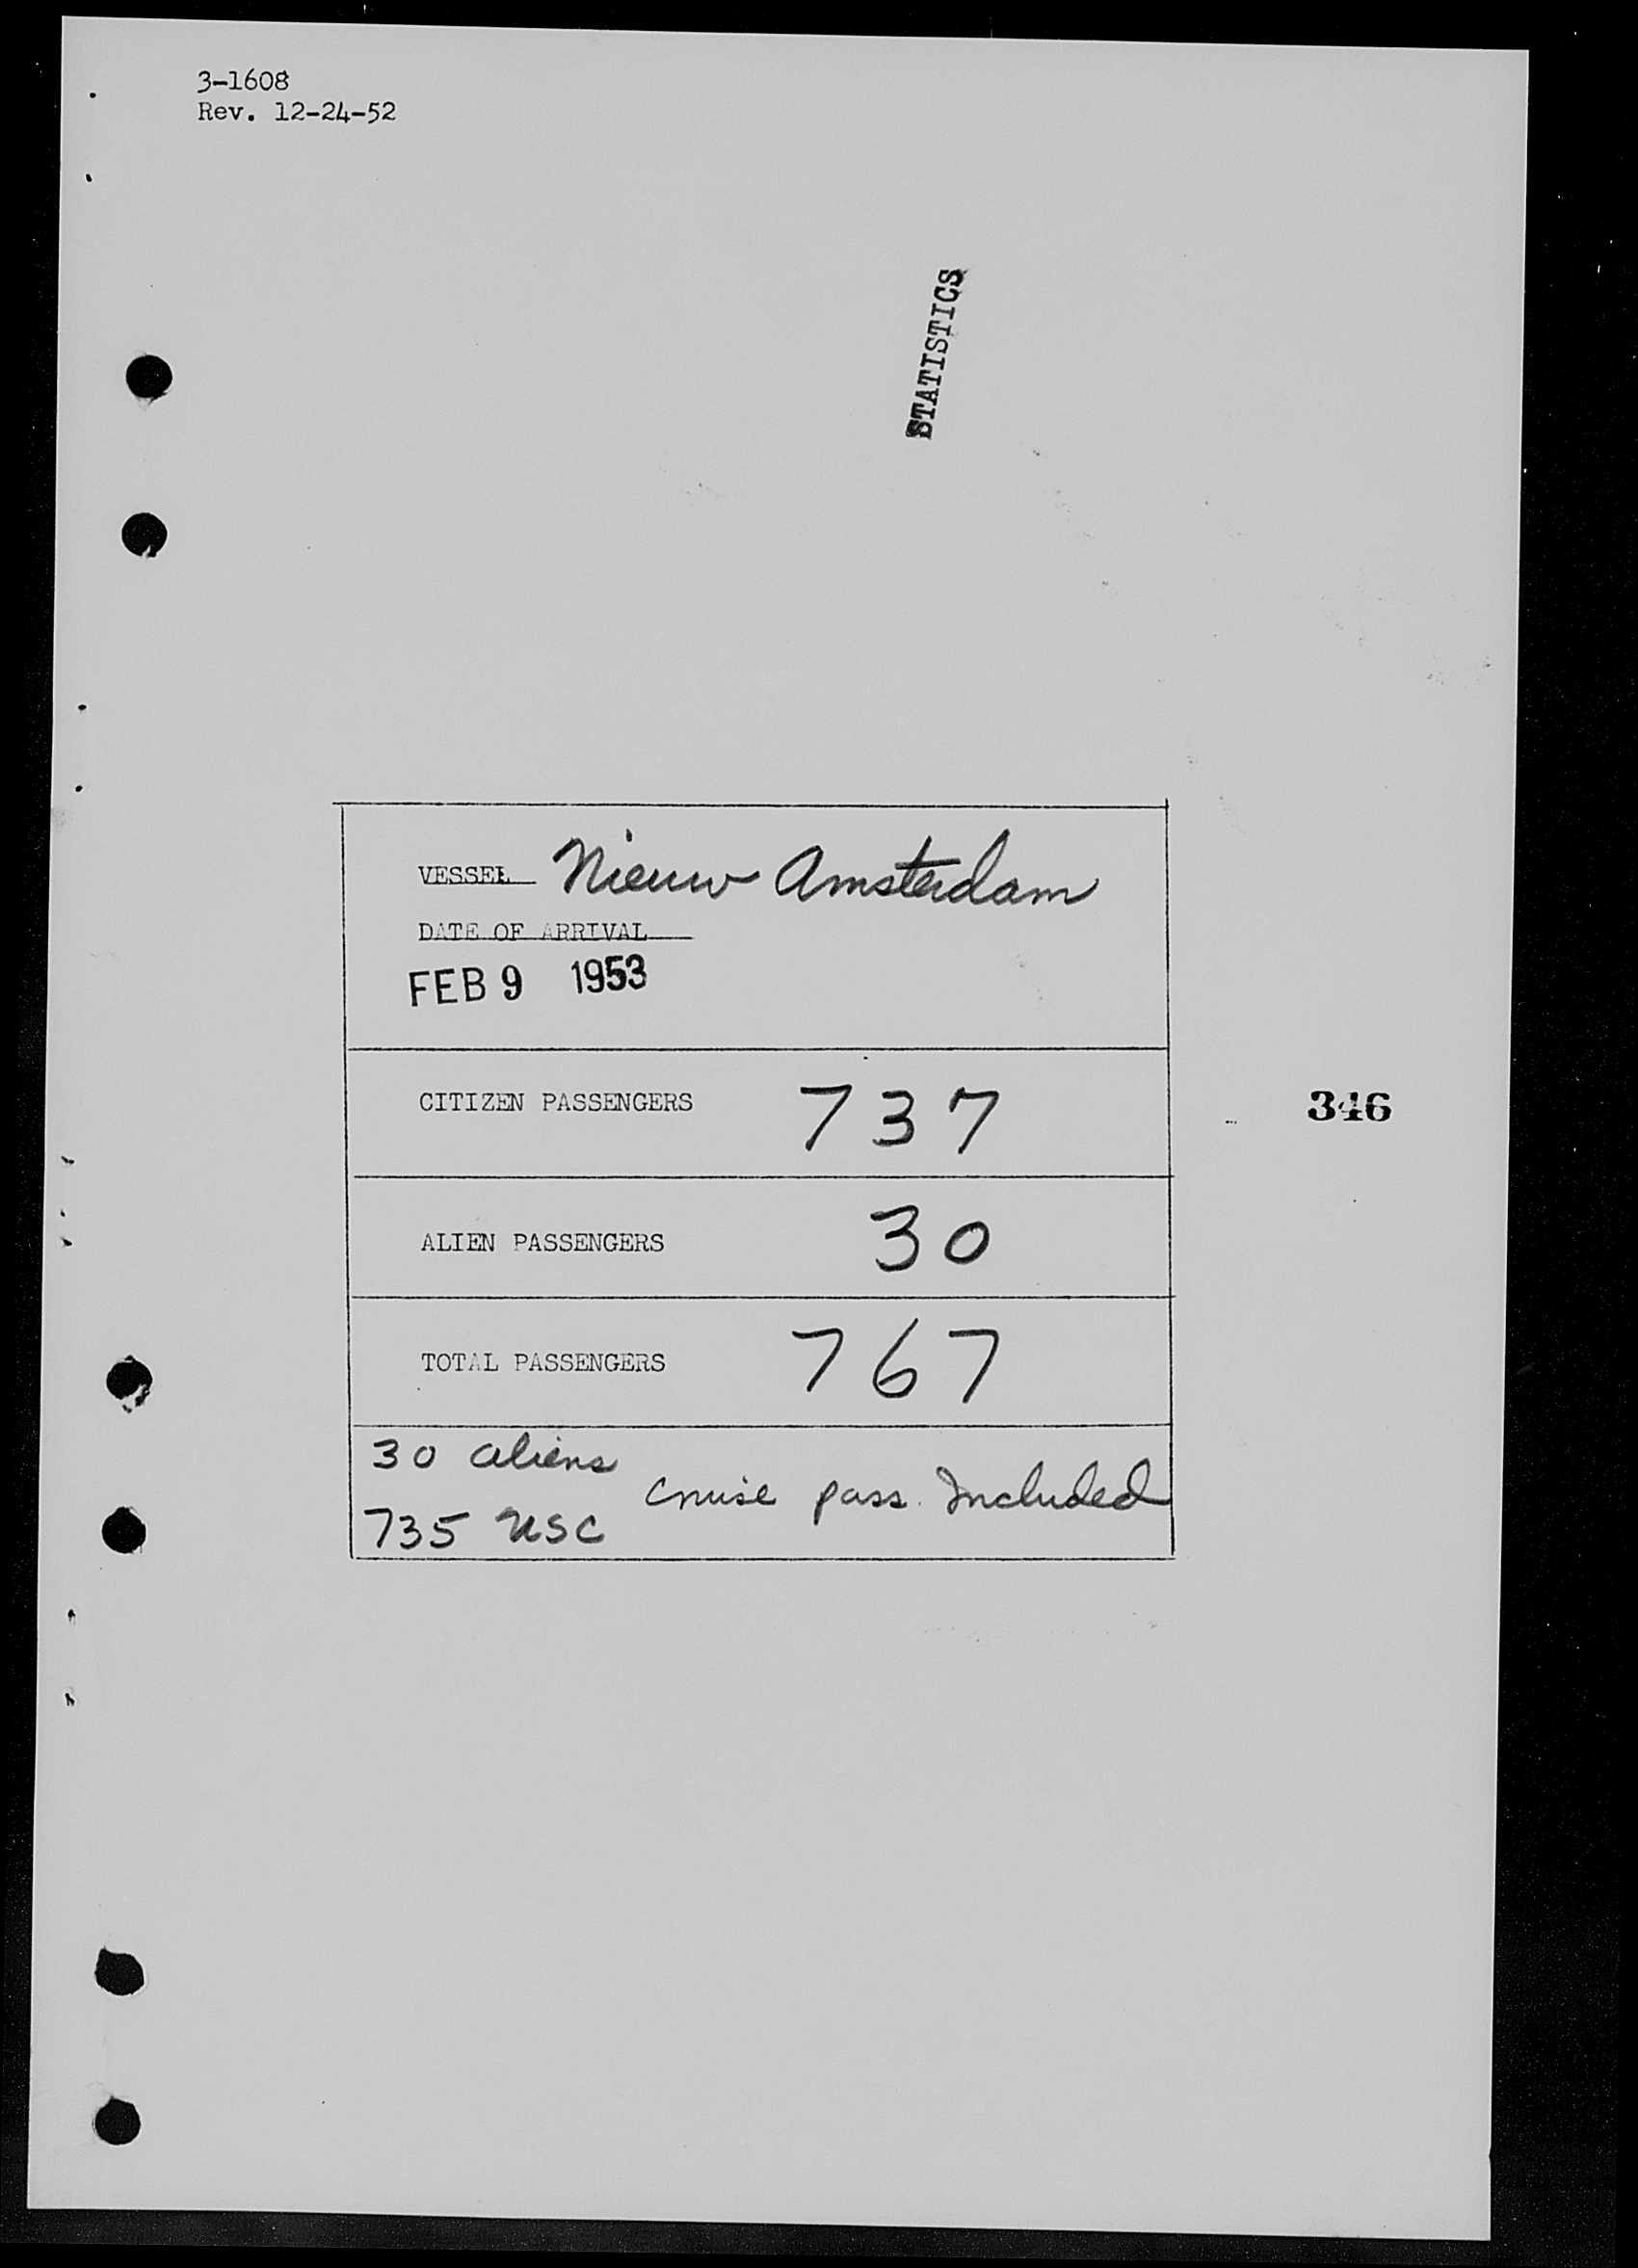 3-1608
Rev. 12-24-52
STATISTICS
VESSEL Nieuw Amsterdam
DATE OF ARRIVAL
FEB 9 1953
CITIZEN PASSENGERS 737
346
ALIEN PASSENGERS 30
TOTAL PASSENGERS 767
30 aliens
cruise pass. Included
735 USC